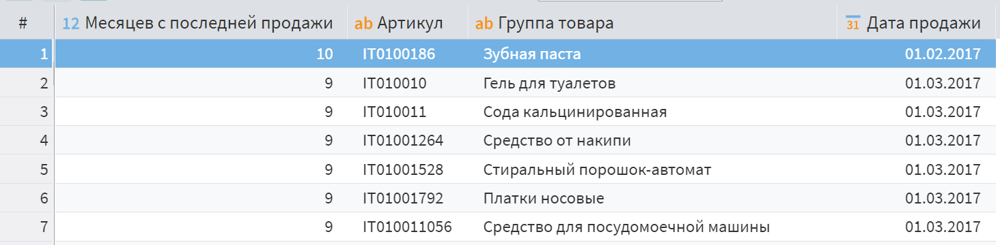 # 12 Месяцев с последней продажи ab Артикул ab Группа товара 31 Дата продажи
1 10 IT0100186 Зубная паста 01.02.2017
2 9 IT010010 Гель для туалетов 01.03.2017
3 9 IT010011 Сода кальцинированная 01.03.2017
4 9 IT01001264 Средство от накипи 01.03.2017
5 9 IT01001528 Стиральный порошок-автомат 01.03.2017
6 9 IT01001792 Платки носовые 01.03.2017
7 9 IT010011056 Средство для посудомоечной машины 01.03.2017